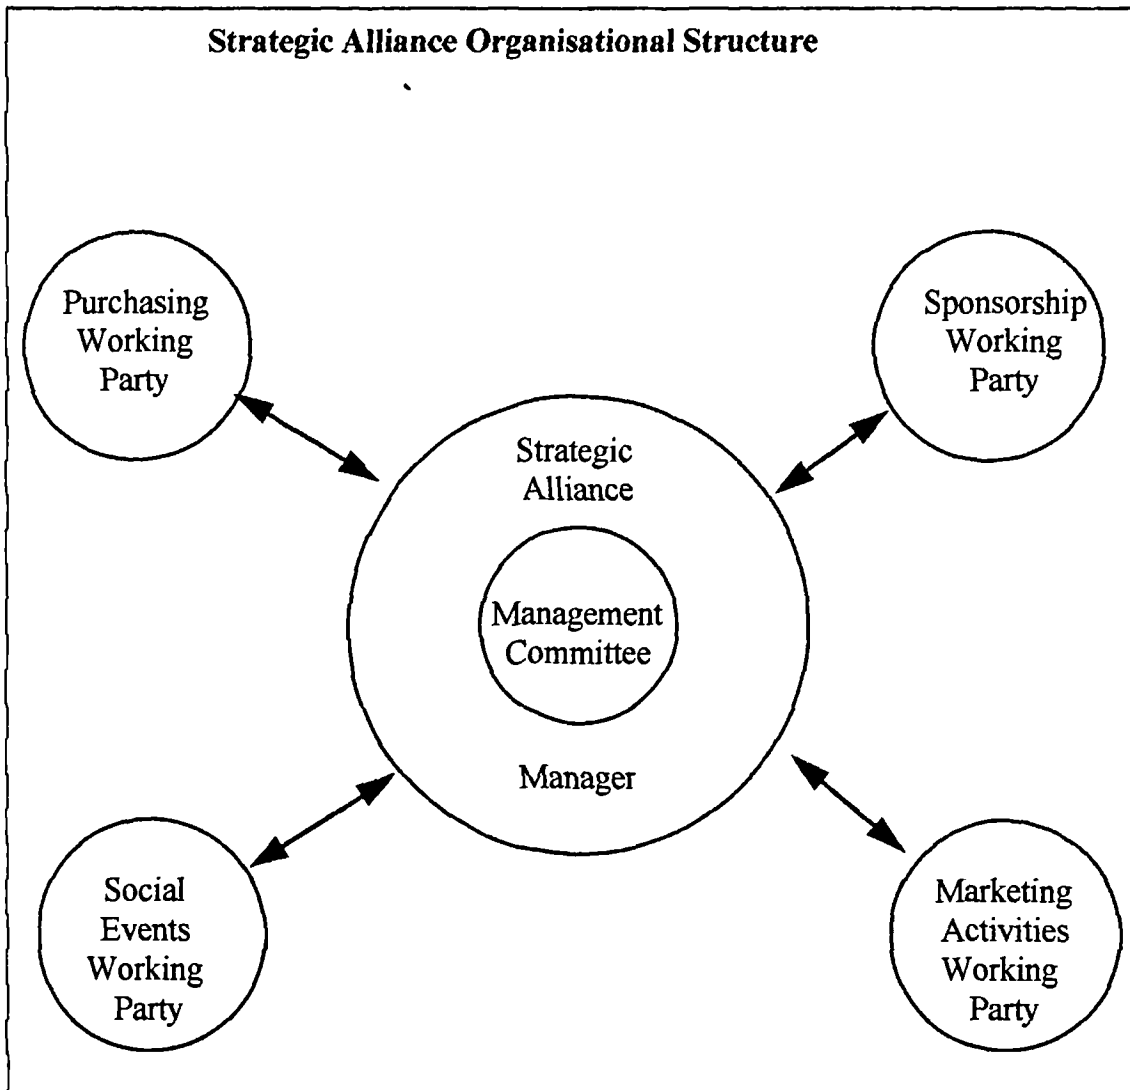 Strategic Alliance Organisational Structure
Purchasing
Working
Party
Sponsorship
Working
Party
Strategic
Alliance
Management
Committee
Manager
Social
Events
Working
Party
Marketing
Activities
Working
Party